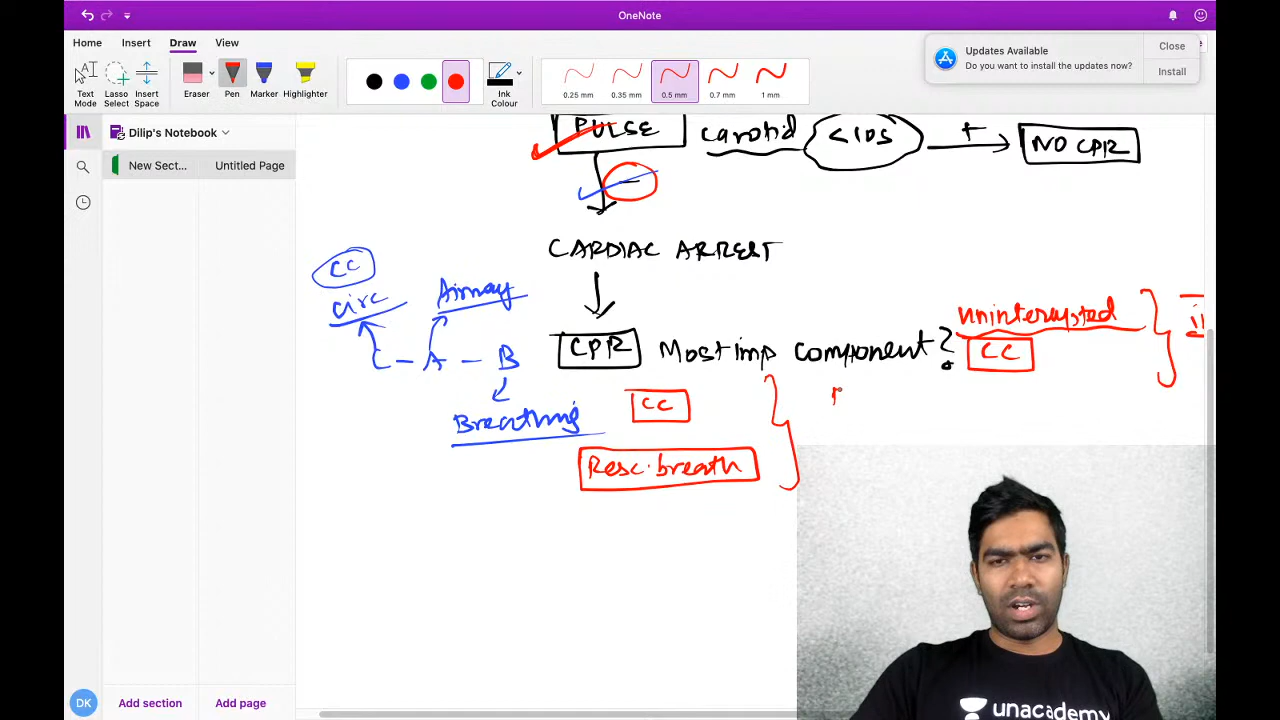 OneNote
Home Insert Draw View
Updates Available
Do you want to install the updates now?
Close
Install
Text Mode
Lasso Select
Insert Space
Eraser
Pen
Marker
Highlighter
Ink Colour
0.25 mm
0.35 mm
0.5 mm
0.7 mm
1 mm
Dilip's Notebook
New Sect...
Untitled Page
PULSE carotid <10s + NO CPR
−
CARDIAC ARREST
CC
Circ Airway
C – A – B
Breathing
CPR Most imp component? uninterrupted
CC
CC
Resc. breath
DK
Add section
Add page
unacademy